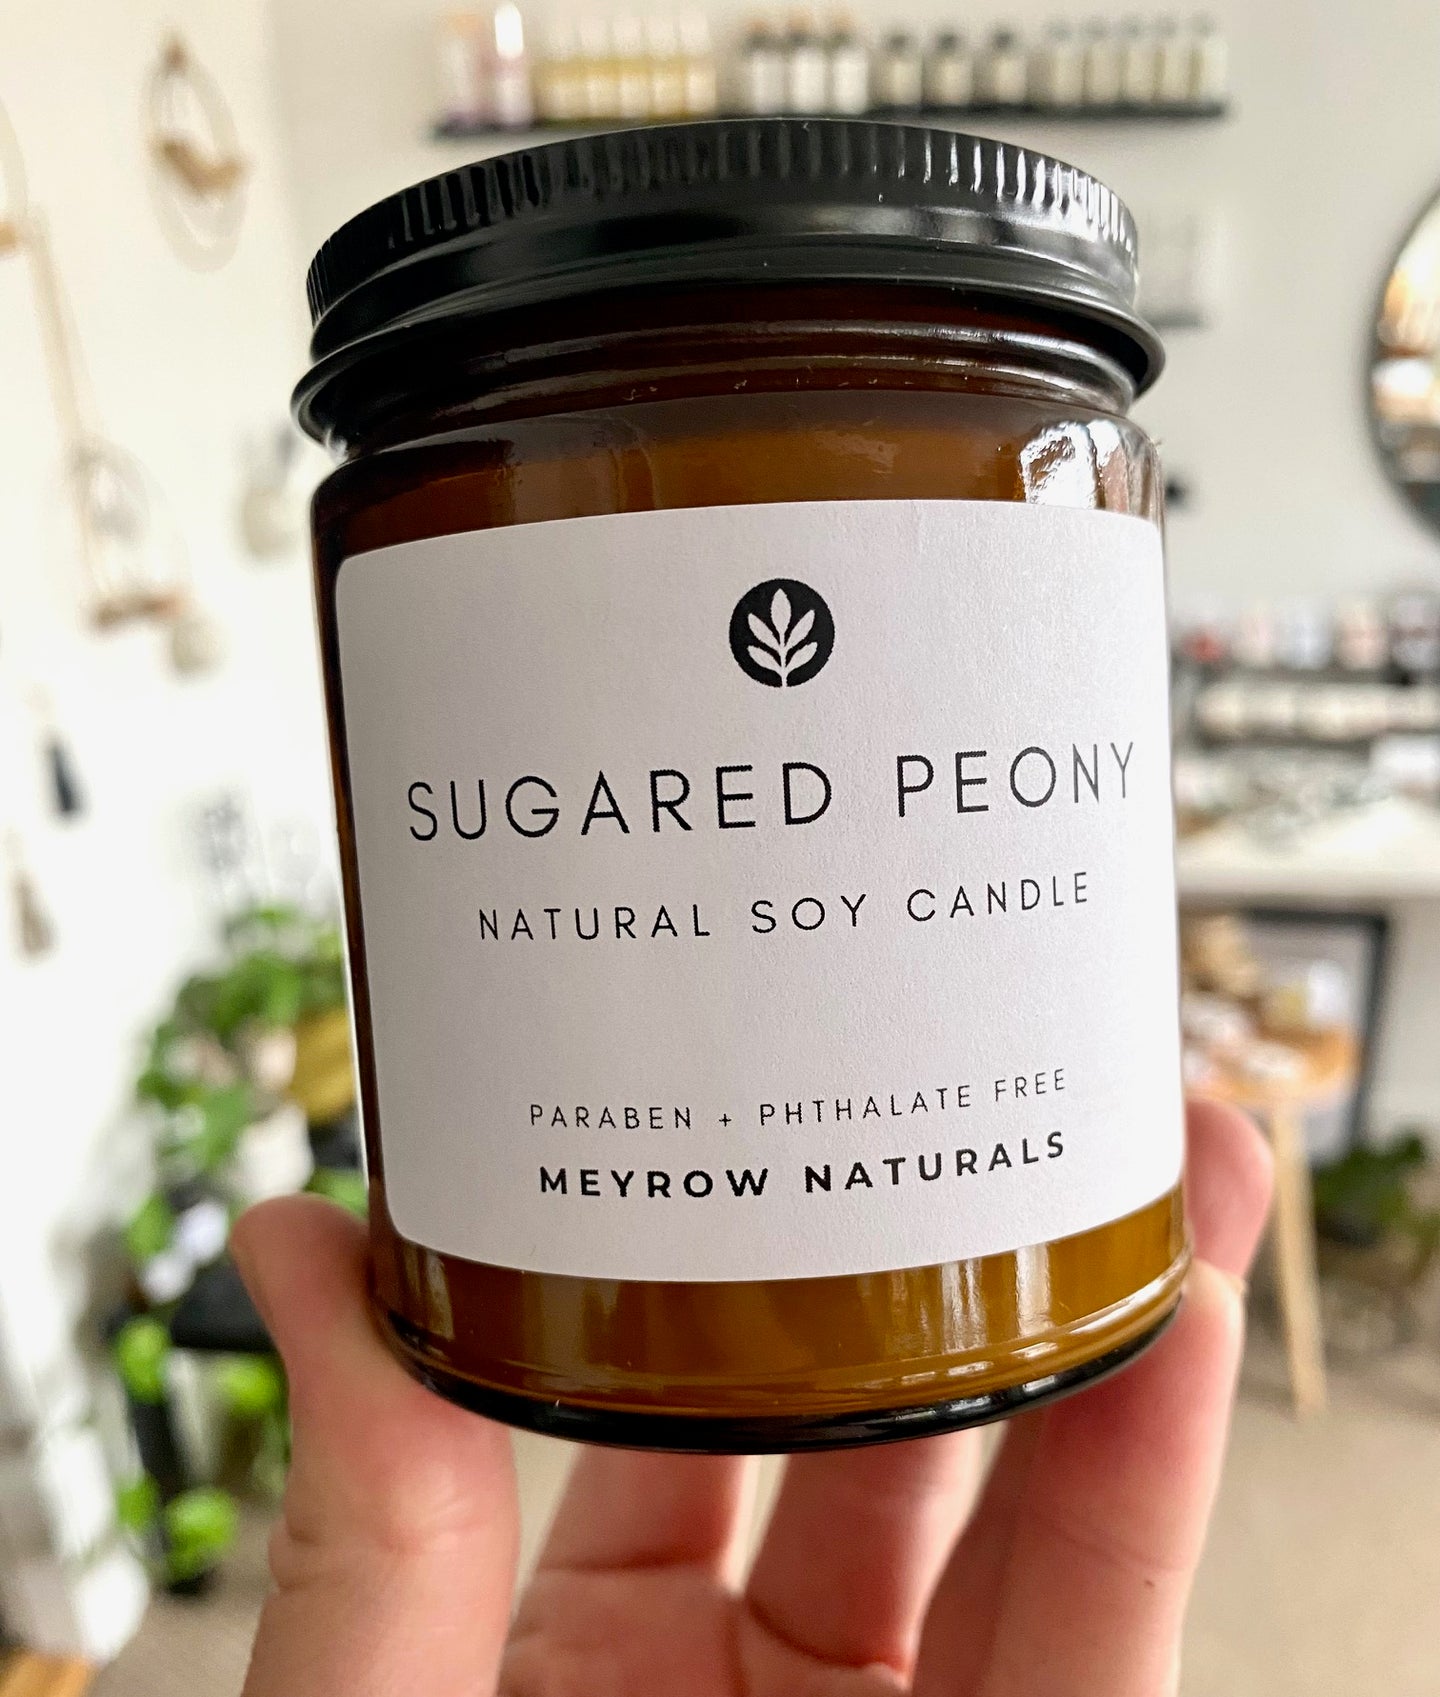 SUGARED PEONY
NATURAL SOY CANDLE
PARABEN + PHTHALATE FREE
MEYROW NATURALS